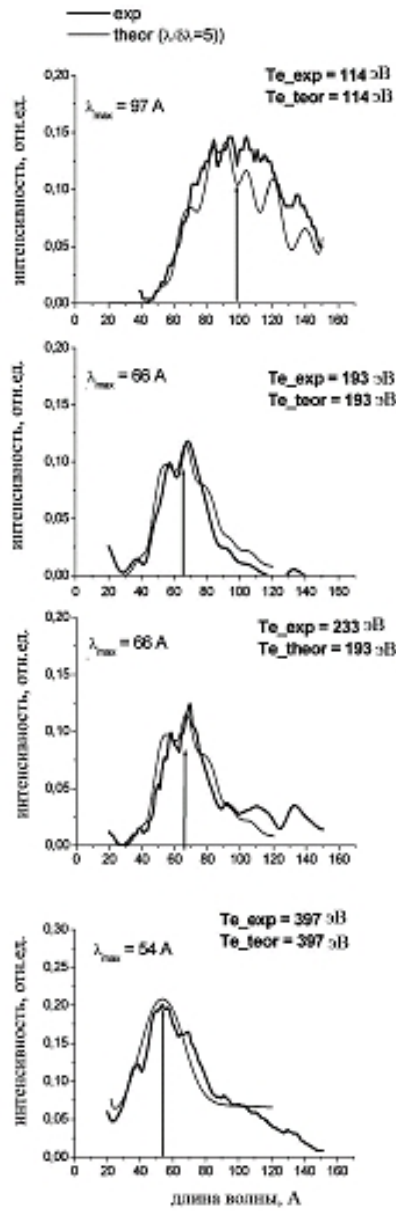 exp
theor (λ/δλ=5))
0,20
Te_exp = 114 эВ
Te_teor = 114 эВ
λmax = 97 A
0,15
0,10
0,05
0,00
интенсивность, отн.ед.
0 20 40 60 80 100 120 140 160
0,20
Te_exp = 193 эВ
Te_teor = 193 эВ
λmax = 66 A
0,15
0,10
0,05
0,00
интенсивность, отн.ед.
0 20 40 60 80 100 120 140 160
0,20
Te_exp = 233 эВ
Te_theor = 193 эВ
λmax = 66 A
0,15
0,10
0,05
0,00
интенсивность, отн.ед.
0 20 40 60 80 100 120 140 160
0,30
Te_exp = 397 эВ
Te_teor = 397 эВ
λmax = 54 A
0,25
0,20
0,15
0,10
0,05
0,00
интенсивность, отн.ед.
0 20 40 60 80 100 120 140 160
длина волны, А